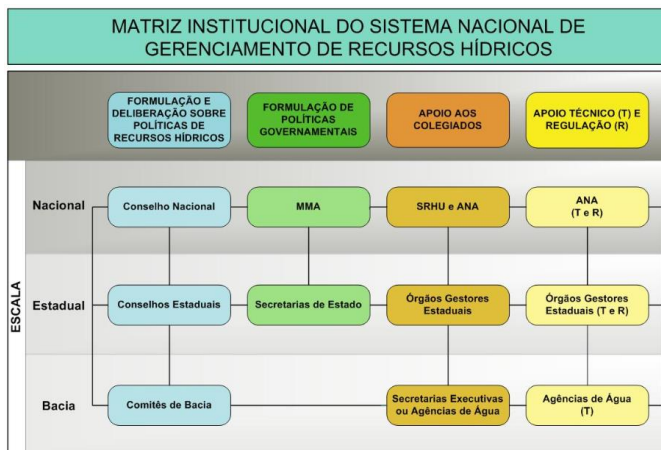 MATRIZ INSTITUCIONAL DO SISTEMA NACIONAL DE
GERENCIAMENTO DE RECURSOS HÍDRICOS
FORMULAÇÃO E
DELIBERAÇÃO SOBRE
POLÍTICAS DE
RECURSOS HÍDRICOS
FORMULAÇÃO DE
POLÍTICAS
GOVERNAMENTAIS
APOIO AOS
COLEGIADOS
APOIO TÉCNICO (T) E
REGULAÇÃO (R)
ESCALA
Nacional
Conselho Nacional
MMA
SRHU e ANA
ANA
(T e R)
Estadual
Conselhos Estaduais
Secretarias de Estado
Órgãos Gestores
Estaduais
Órgãos Gestores
Estaduais (T e R)
Bacia
Comitês de Bacia
Secretarias Executivas
ou Agências de Água
Agências de Água
(T)